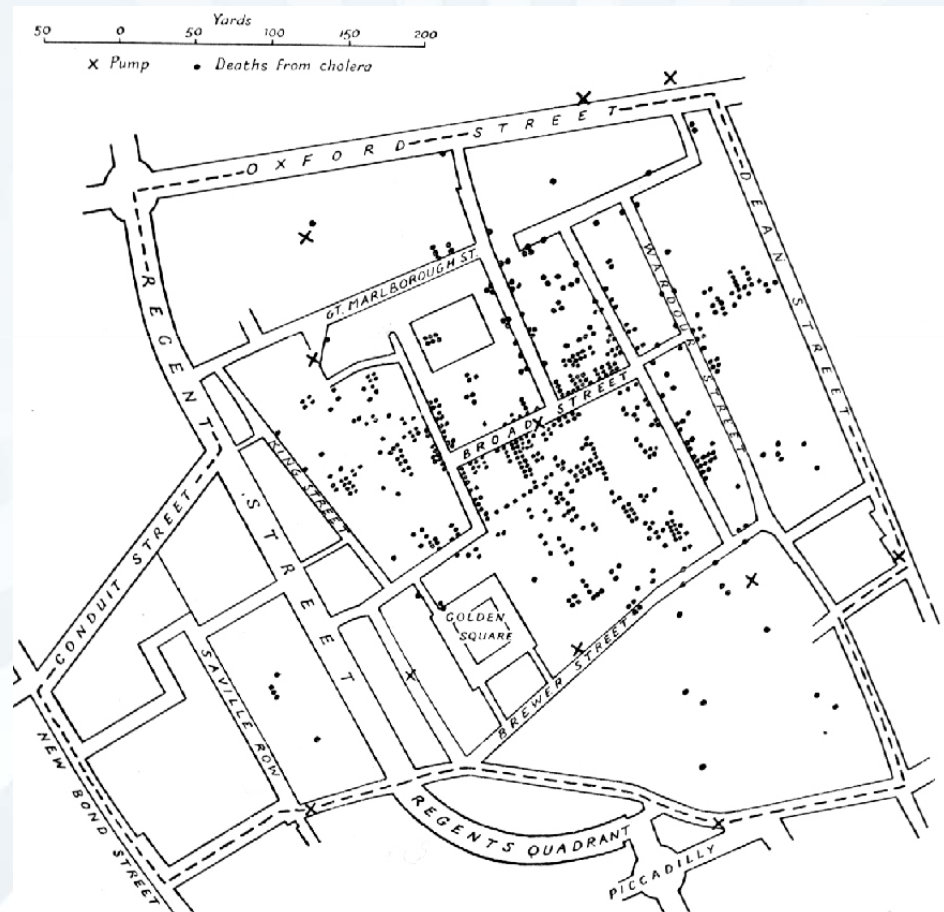 Yards
50 0 50 100 150 200
× Pump • Deaths from cholera
OXFORD STREET
REGENT STREET
DEAN STREET
WARDOUR STREET
GT. MARLBOROUGH ST.
BROAD STREET
KING STREET
CONDUIT STREET
GOLDEN
SQUARE
BREWER STREET
SAVILLE ROW
NEW BOND STREET
REGENTS QUADRANT
PICCADILLY